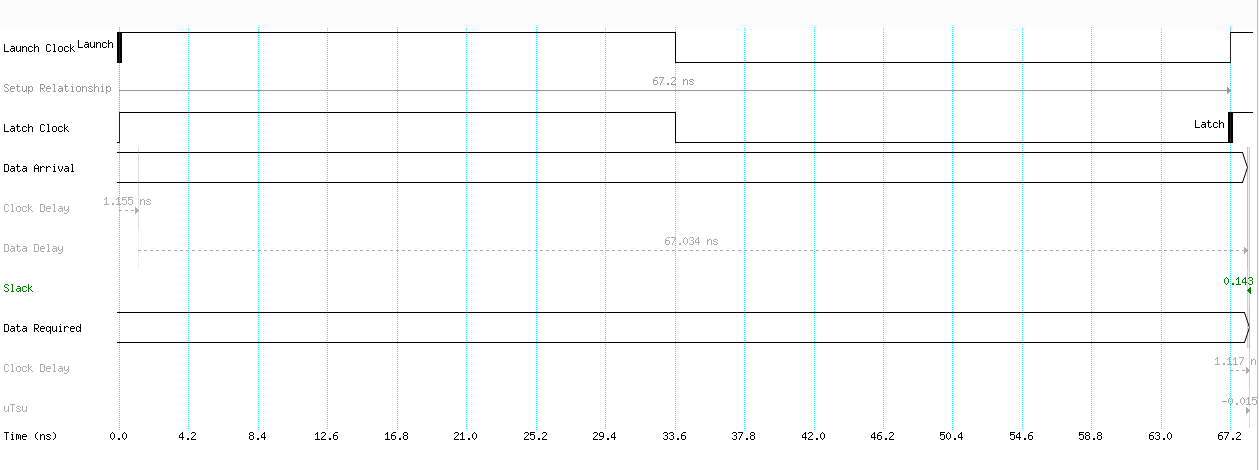 Launch Clock Launch
Setup Relationship 67.2 ns
Latch Clock Latch
Data Arrival
Clock Delay 1.155 ns
Data Delay 67.034 ns
Slack 0.143
Data Required
Clock Delay 1.117 n
uTsu -0.015
Time (ns) 0.0 4.2 8.4 12.6 16.8 21.0 25.2 29.4 33.6 37.8 42.0 46.2 50.4 54.6 58.8 63.0 67.2